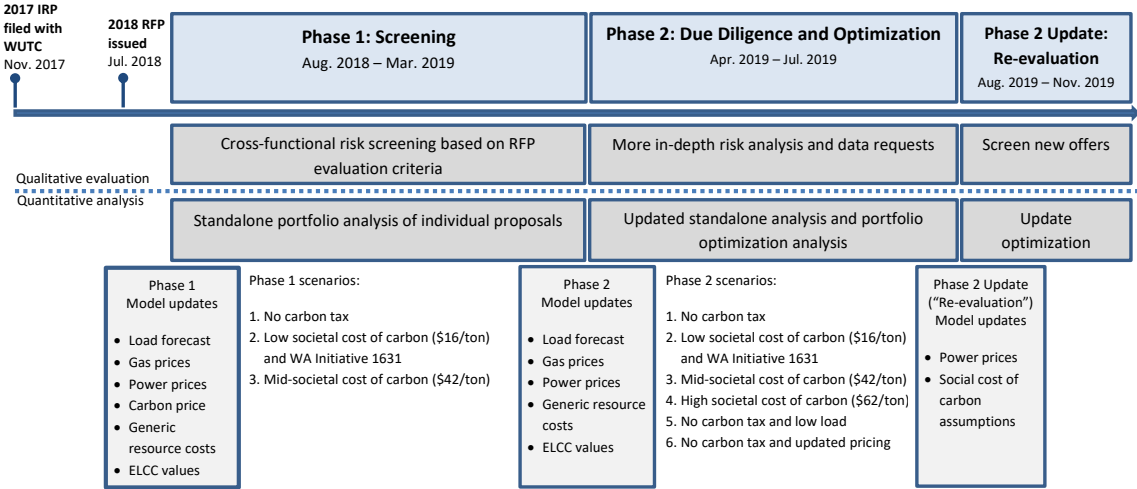 2017 IRP
filed with
WUTC
Nov. 2017
2018 RFP
issued
Jul. 2018
Phase 1: Screening
Aug. 2018 – Mar. 2019
Phase 2: Due Diligence and Optimization
Apr. 2019 – Jul. 2019
Phase 2 Update:
Re-evaluation
Aug. 2019 – Nov. 2019
Cross-functional risk screening based on RFP
evaluation criteria
More in-depth risk analysis and data requests
Screen new offers
Qualitative evaluation
Quantitative analysis
Standalone portfolio analysis of individual proposals
Updated standalone analysis and portfolio
optimization analysis
Update
optimization
Phase 1
Model updates
• Load forecast
• Gas prices
• Power prices
• Carbon price
• Generic
resource costs
• ELCC values
Phase 1 scenarios:
1. No carbon tax
2. Low societal cost of carbon ($16/ton)
and WA Initiative 1631
3. Mid-societal cost of carbon ($42/ton)
Phase 2
Model updates
• Load forecast
• Gas prices
• Power prices
• Generic resource
costs
• ELCC values
Phase 2 scenarios:
1. No carbon tax
2. Low societal cost of carbon ($16/ton)
and WA Initiative 1631
3. Mid-societal cost of carbon ($42/ton)
4. High societal cost of carbon ($62/ton)
5. No carbon tax and low load
6. No carbon tax and updated pricing
Phase 2 Update
("Re-evaluation")
Model updates
• Power prices
• Social cost of
carbon
assumptions